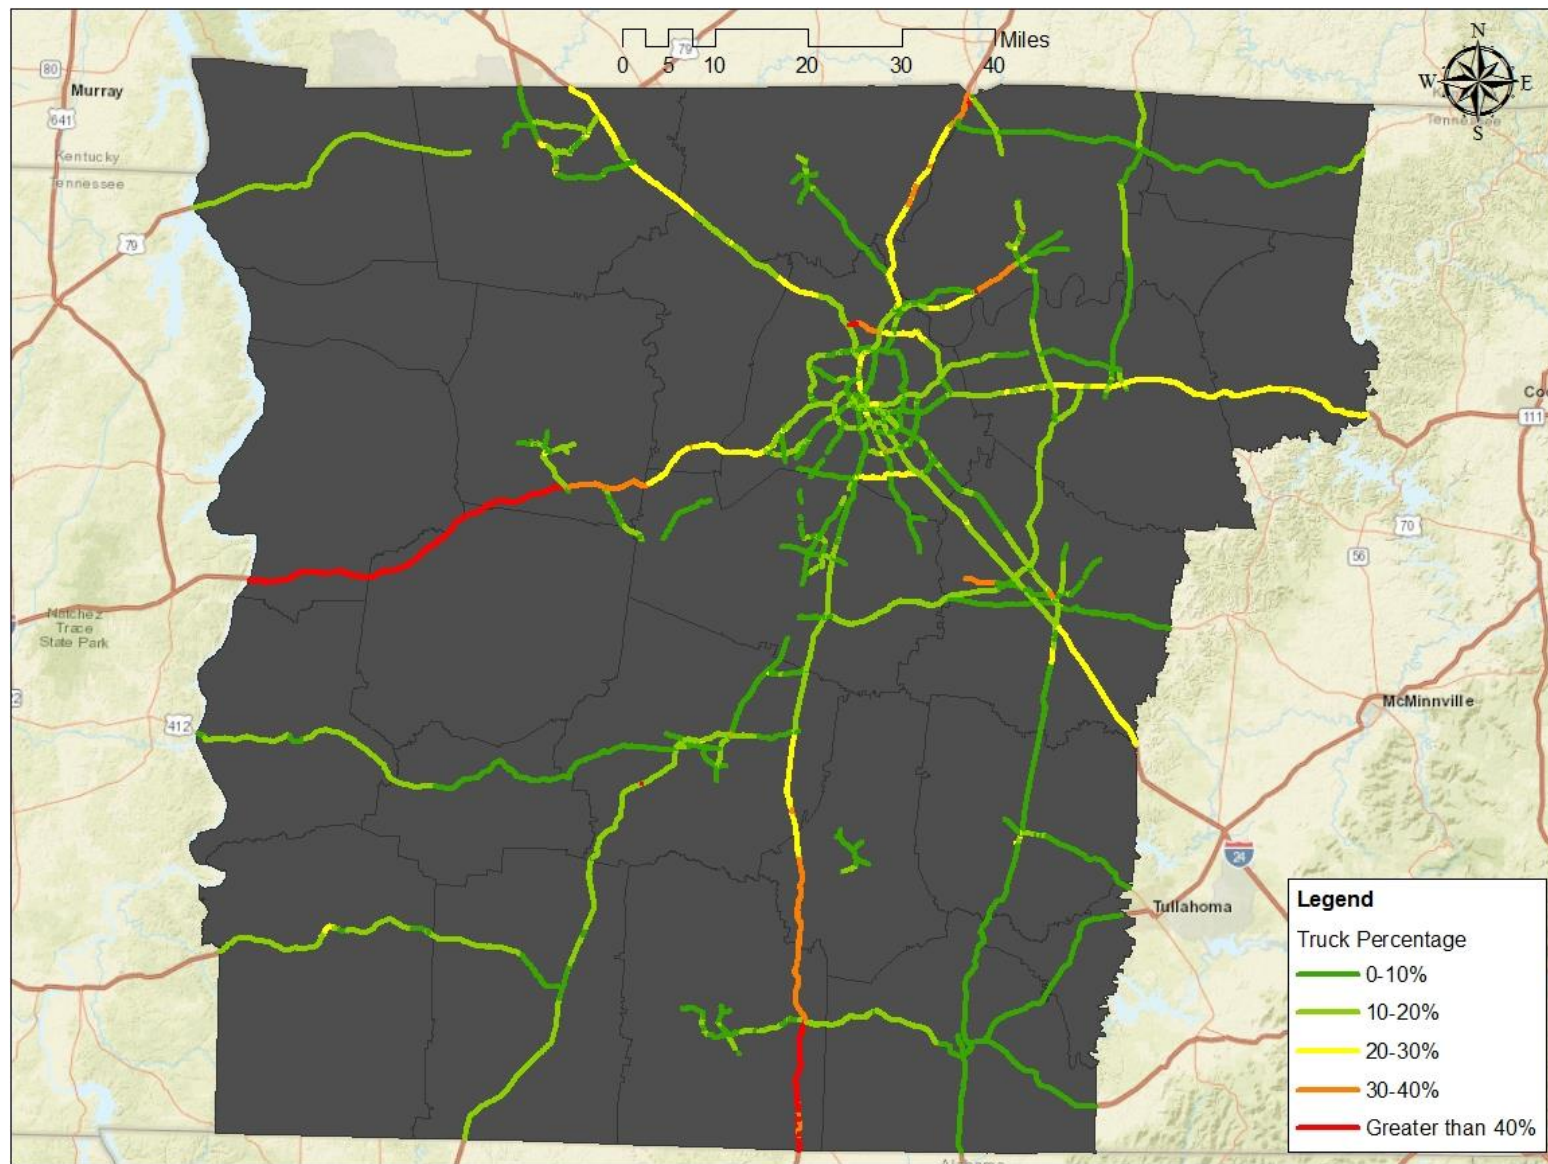 79
Miles
0 5 10 20 30 40
N
W E
S
80
Murray
641
Kentucky
Tennessee
Tennessee
79
111
70
56
Natchez
Trace
State Park
McMinnville
412
24
Tullahoma
Legend
Truck Percentage
0-10%
10-20%
20-30%
30-40%
Greater than 40%